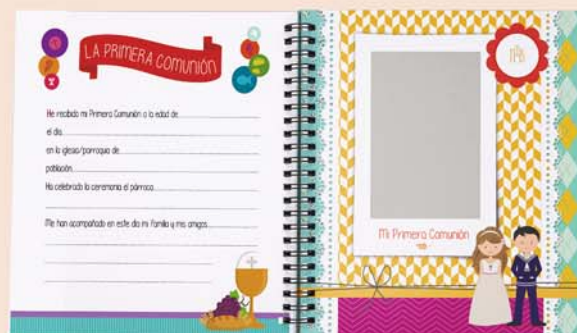 LA PRIMERA COMUNIÓN
He recibido mi Primera Comunión a la edad de
el día
en la iglesia/parroquia de
población
Ha celebrado la ceremonia el párroco
Me han acompañado en este día mi familia y mis amigos
Mi Primera Comunión